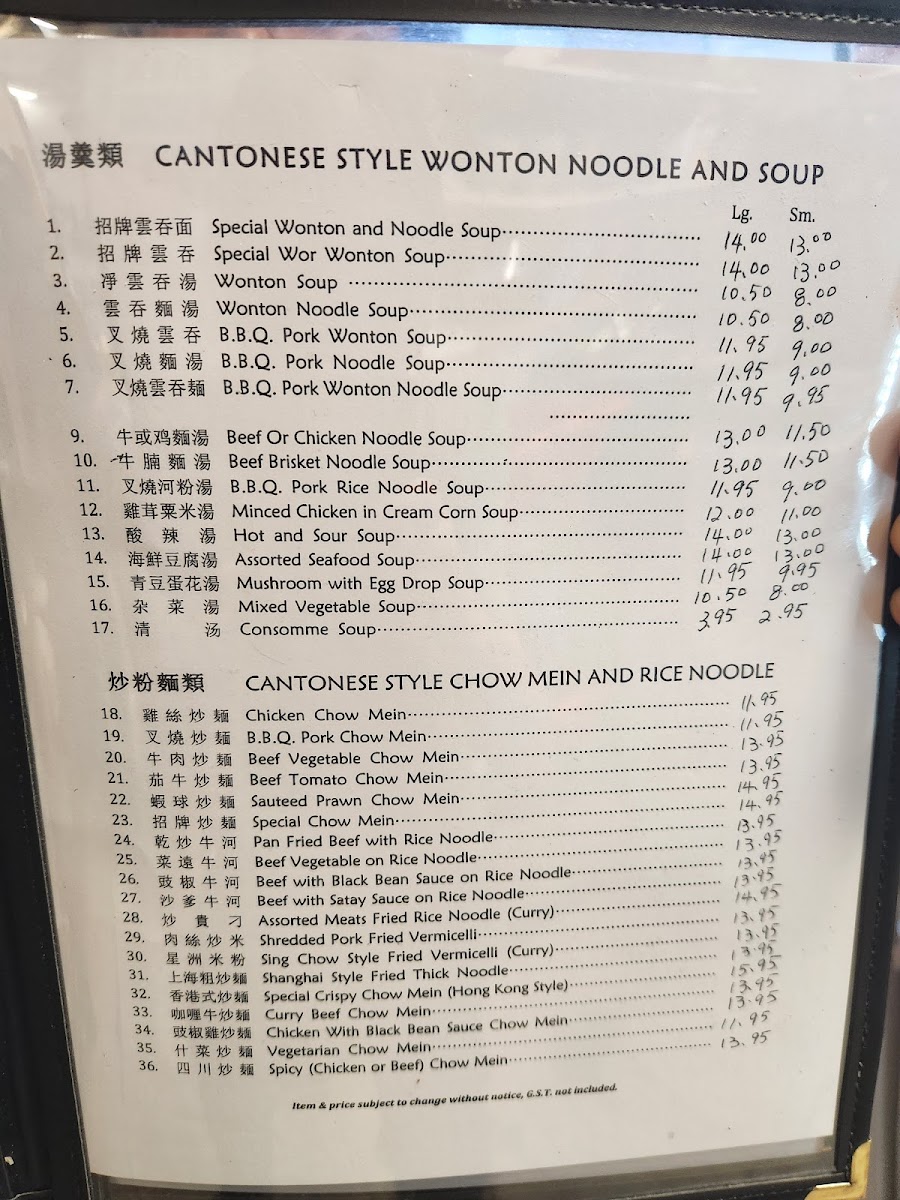 湯羹類 CANTONESE STYLE WONTON NOODLE AND SOUP
Lg. Sm.
1. 招牌雲吞面 Special Wonton and Noodle Soup 14.00 13.00
2. 招牌雲吞 Special Wor Wonton Soup 14.00 13.00
3. 淨雲吞湯 Wonton Soup 10.50 8.00
4. 雲吞麵湯 Wonton Noodle Soup 10.50 8.00
5. 叉燒雲吞 B.B.Q. Pork Wonton Soup 11.95 9.00
6. 叉燒麵湯 B.B.Q. Pork Noodle Soup 11.95 9.00
7. 叉燒雲吞麵 B.B.Q. Pork Wonton Noodle Soup 11.95 9.95
9. 牛或鸡麵湯 Beef Or Chicken Noodle Soup 13.00 11.50
10. 牛腩麵湯 Beef Brisket Noodle Soup 13.00 11.50
11. 叉燒河粉湯 B.B.Q. Pork Rice Noodle Soup 11.95 9.00
12. 雞茸粟米湯 Minced Chicken in Cream Corn Soup 12.00 11.00
13. 酸辣湯 Hot and Sour Soup 14.00 13.00
14. 海鮮豆腐湯 Assorted Seafood Soup 14.00 13.00
15. 青豆蛋花湯 Mushroom with Egg Drop Soup 11.95 9.95
16. 杂菜湯 Mixed Vegetable Soup 10.50 8.00
17. 清汤 Consomme Soup 3.95 2.95
炒粉麵類 CANTONESE STYLE CHOW MEIN AND RICE NOODLE
18. 雞絲炒麵 Chicken Chow Mein 11.95
19. 叉燒炒麵 B.B.Q. Pork Chow Mein 11.95
20. 牛肉炒麵 Beef Vegetable Chow Mein 13.95
21. 茄牛炒麵 Beef Tomato Chow Mein 13.95
22. 蝦球炒麵 Sauteed Prawn Chow Mein 14.95
23. 招牌炒麵 Special Chow Mein 14.95
24. 乾炒牛河 Pan Fried Beef with Rice Noodle 13.95
25. 菜遠牛河 Beef Vegetable on Rice Noodle 13.95
26. 豉椒牛河 Beef with Black Bean Sauce on Rice Noodle 13.95
27. 沙爹牛河 Beef with Satay Sauce on Rice Noodle 13.95
28. 炒貴刁 Assorted Meats Fried Rice Noodle (Curry) 14.95
29. 肉絲炒米 Shredded Pork Fried Vermicelli 13.95
30. 星洲米粉 Sing Chow Style Fried Vermicelli (Curry) 13.95
31. 上海粗炒麵 Shanghai Style Fried Thick Noodle 13.95
32. 香港式炒麵 Special Crispy Chow Mein (Hong Kong Style) 15.95
33. 咖喱牛炒麵 Curry Beef Chow Mein 13.95
34. 豉椒雞炒麵 Chicken With Black Bean Sauce Chow Mein 13.95
35. 什菜炒麵 Vegetarian Chow Mein 11.95
36. 四川炒麵 Spicy (Chicken or Beef) Chow Mein 13.95
Item & price subject to change without notice, G.S.T. not included.